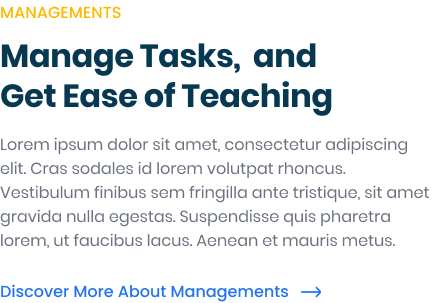 MANAGEMENTS
Manage Tasks,  and
Get Ease of Teaching
Lorem ipsum dolor sit amet, consectetur adipiscing
elit. Cras sodales id lorem volutpat rhoncus.
Vestibulum finibus sem fringilla ante tristique, sit amet
gravida nulla egestas. Suspendisse quis pharetra
lorem, ut faucibus lacus. Aenean et mauris metus.
Discover More About Managements